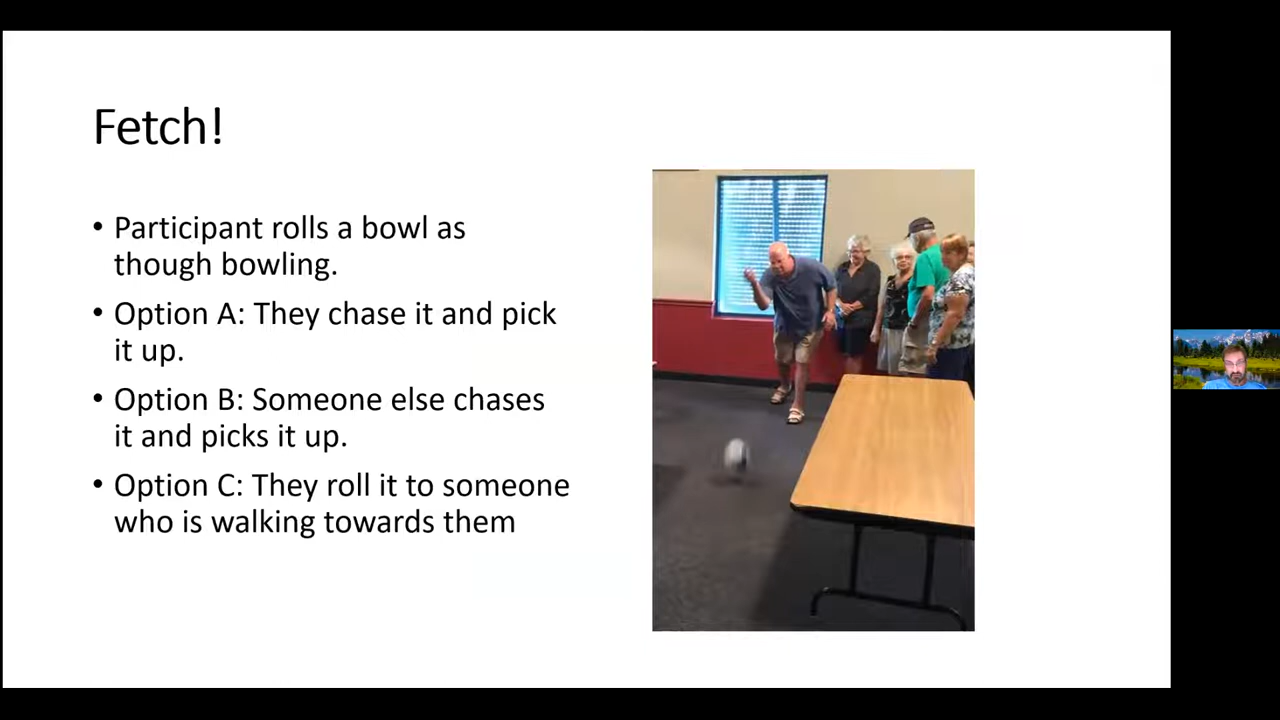 Fetch!
• Participant rolls a bowl as
though bowling.
• Option A: They chase it and pick
it up.
• Option B: Someone else chases
it and picks it up.
• Option C: They roll it to someone
who is walking towards them